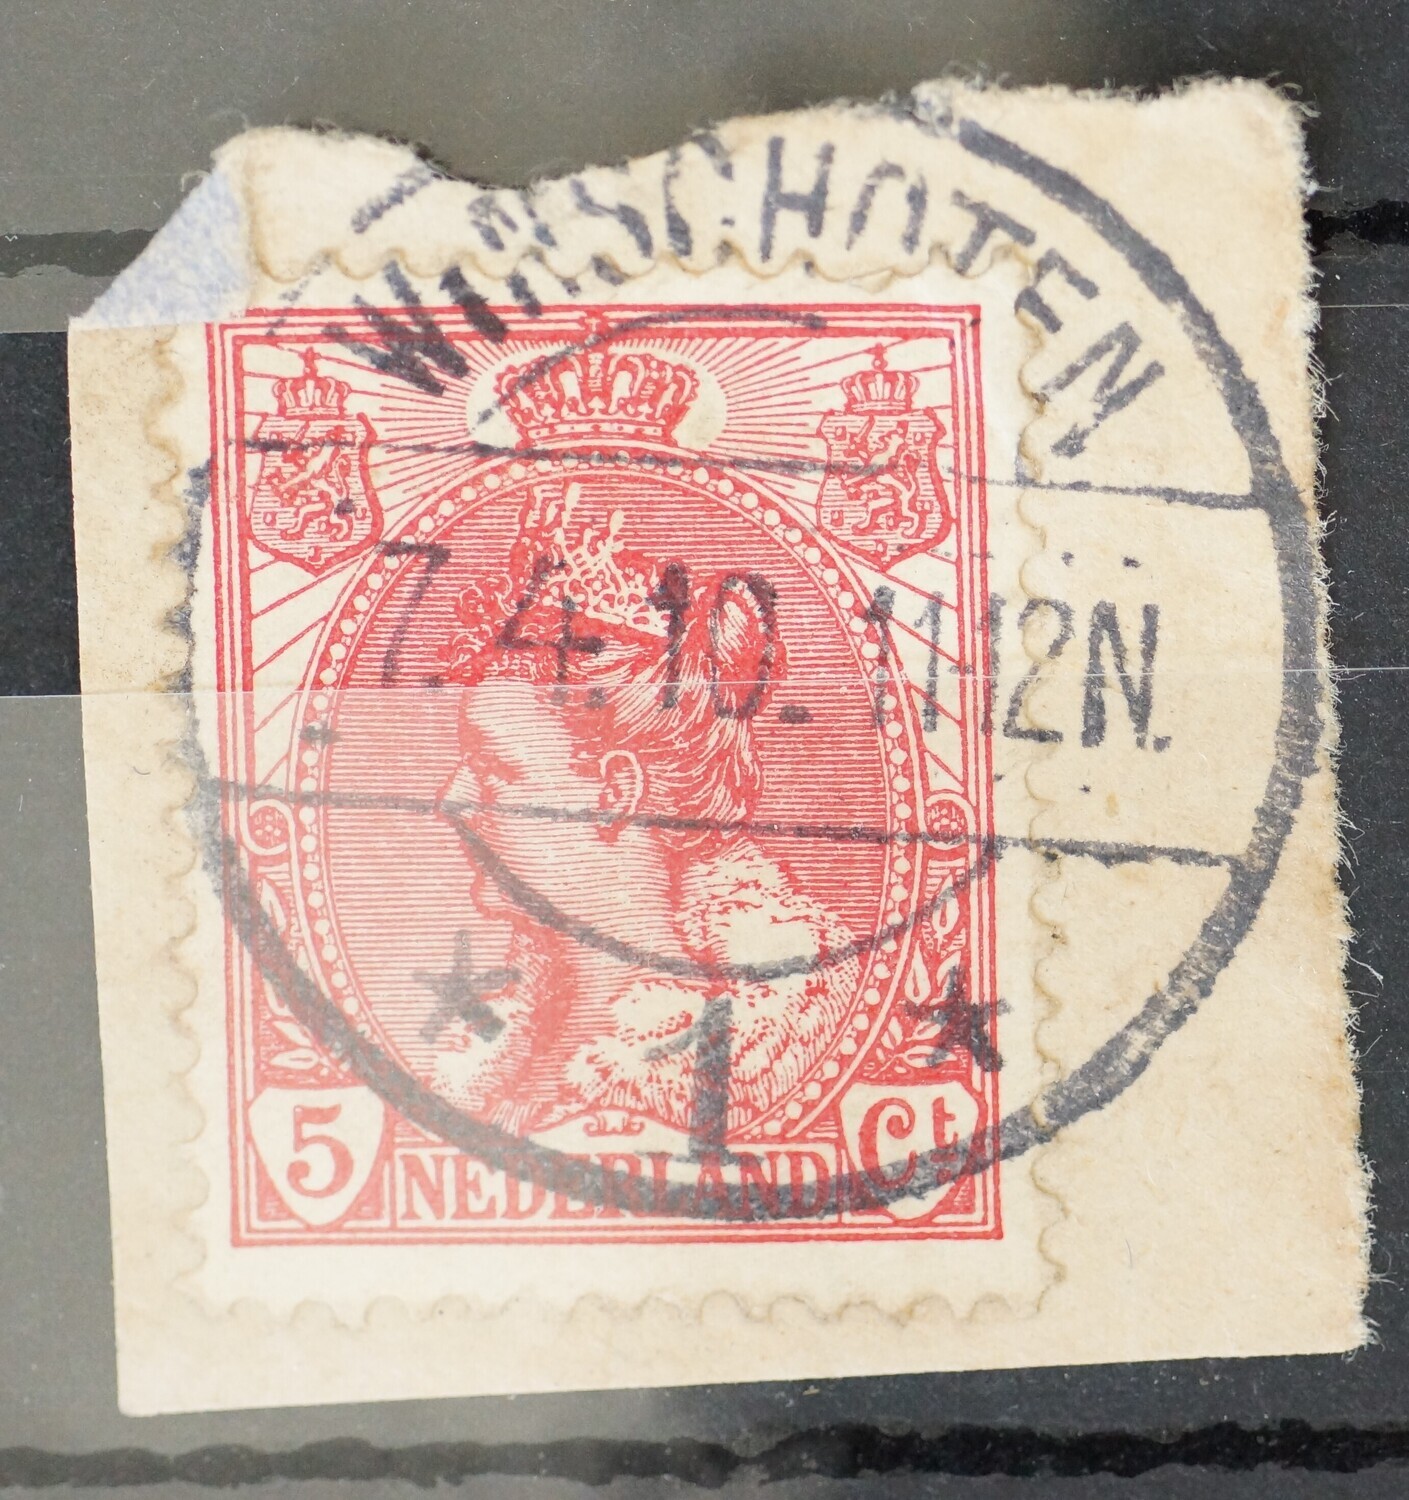 WINSCHOTEN
7.4.10. 11-12N.
1
5 NEDERLAND Ct